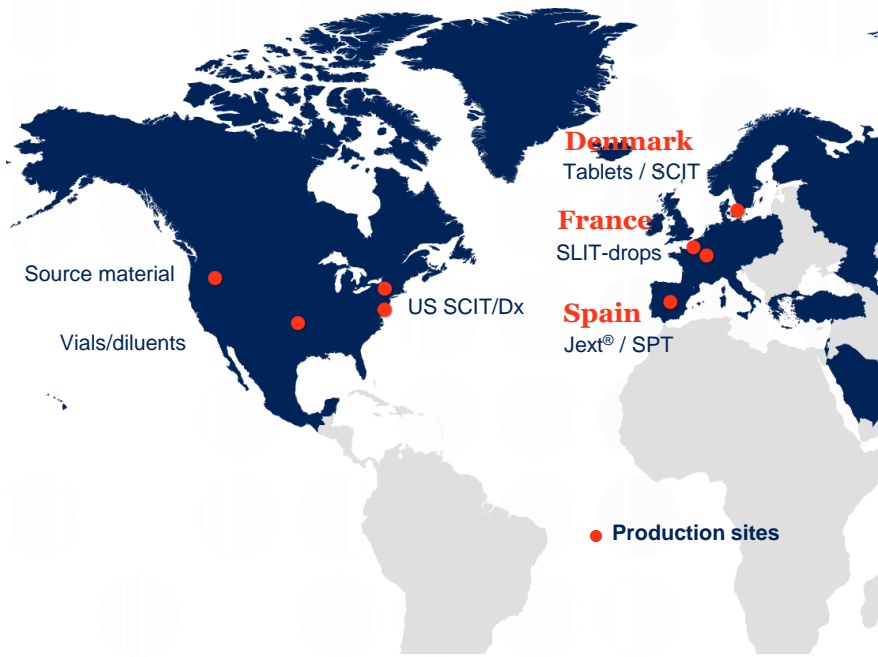 Denmark
Tablets / SCIT
France
SLIT-drops
Source material
US SCIT/Dx
Spain
Vials/diluents
Jext® / SPT
Production sites